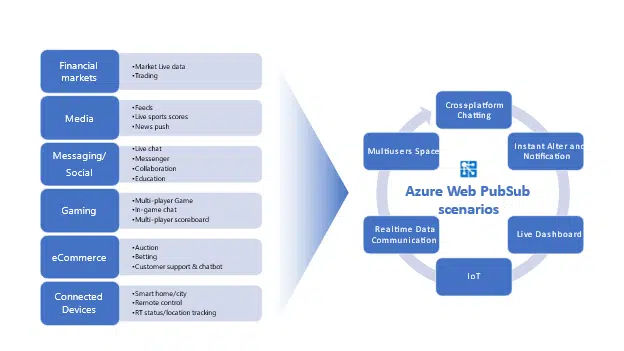 Financial
markets
•Market Live data
•Trading
Media
•Feeds
•Live sports scores
•News push
Messaging/
Social
•Live chat
•Messenger
•Collaboration
•Education
Gaming
•Multi-player Game
•In-game chat
•Multi-player scoreboard
eCommerce
•Auction
•Betting
•Customer support & chatbot
Connected
Devices
•Smart home/city
•Remote control
•RT status/location tracking
Cross-platform
Chatting
Instant Alter and
Notification
Live Dashboard
IoT
Realtime Data
Communication
Multiusers Space
Azure Web PubSub
scenarios